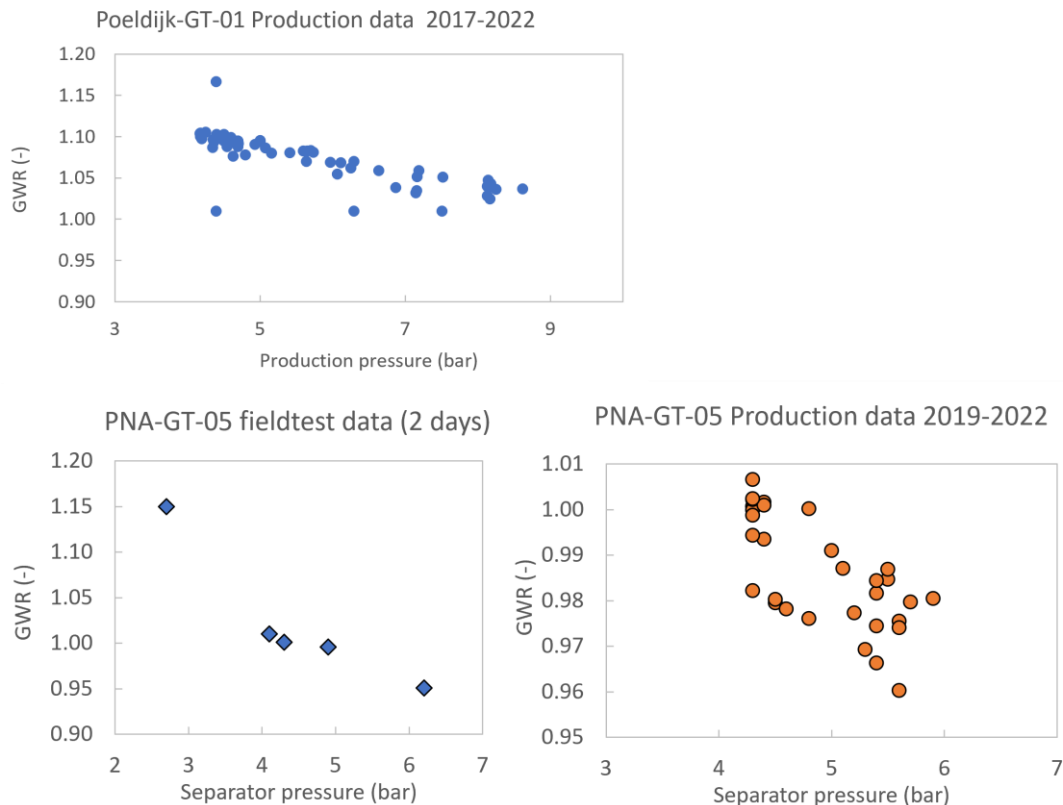 Poeldijk-GT-01 Production data 2017-2022
1.20
1.15
1.10
1.05
1.00
0.95
0.90
GWR (-)
3 5 7 9
Production pressure (bar)
PNA-GT-05 fieldtest data (2 days)
1.20
1.15
1.10
1.05
1.00
0.95
0.90
GWR (-)
2 3 4 5 6 7
Separator pressure (bar)
PNA-GT-05 Production data 2019-2022
1.01
1.00
0.99
0.98
0.97
0.96
0.95
GWR (-)
3 4 5 6 7
Separator pressure (bar)